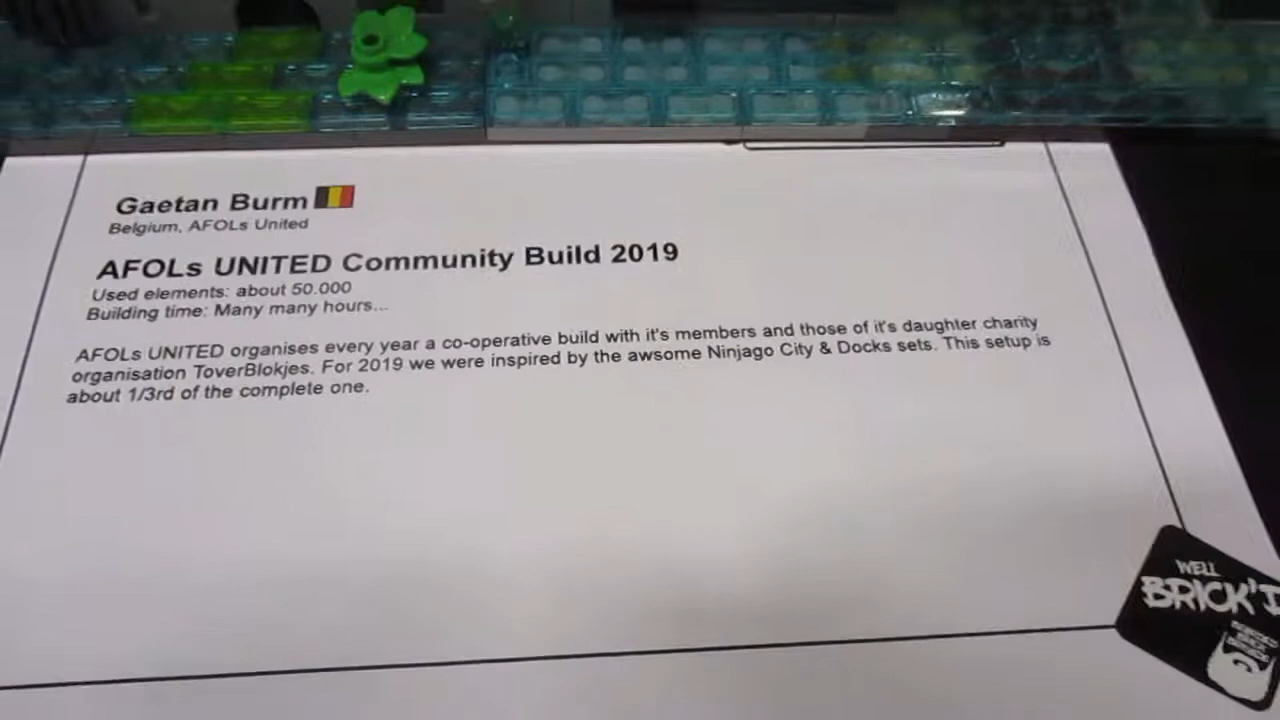 Gaetan Burm
Belgium, AFOLs United
AFOLs UNITED Community Build 2019
Used elements: about 50.000
Building time: Many many hours...
AFOLs UNITED organises every year a co-operative build with it's members and those of it's daughter charity
organisation ToverBlokjes. For 2019 we were inspired by the awsome Ninjago City & Docks sets. This setup is
about 1/3rd of the complete one.
WELL
BRICK'D